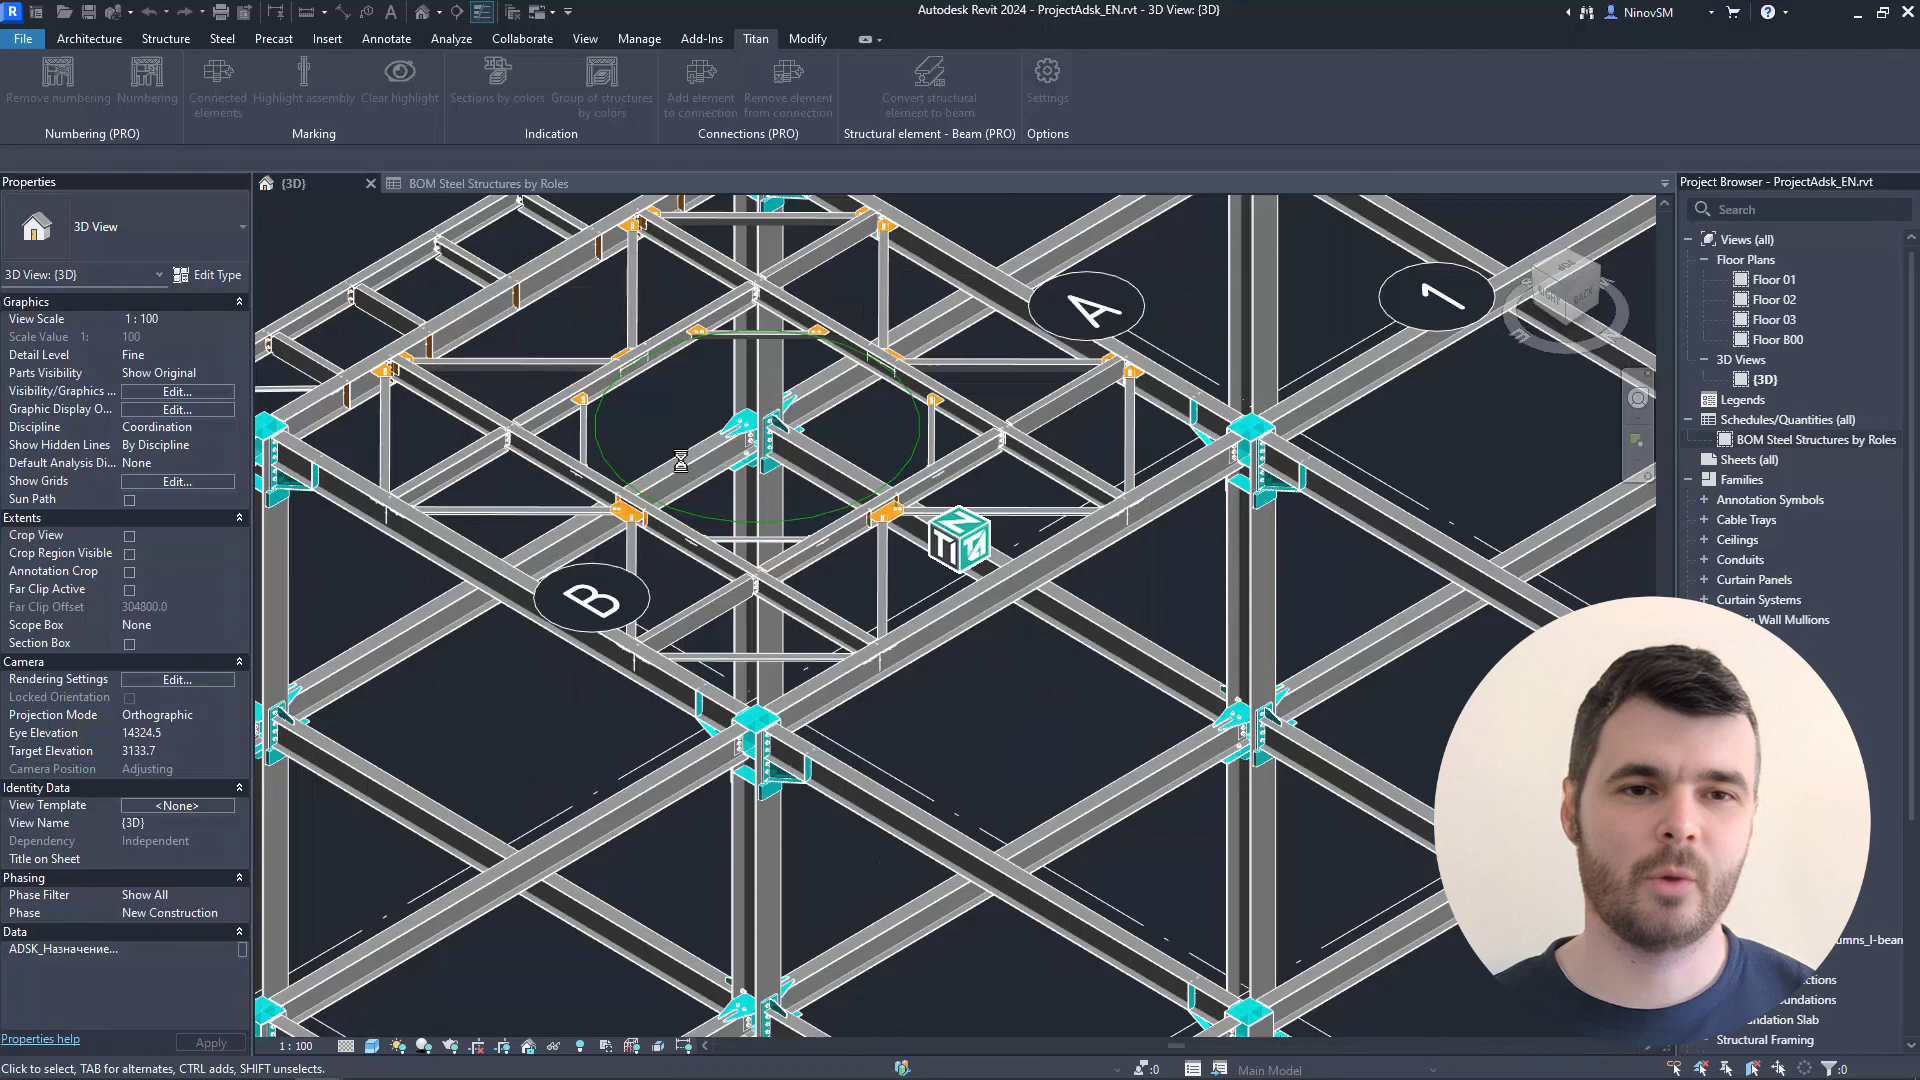 R
Autodesk Revit 2024 - ProjectAdsk_EN.rvt - 3D View: {3D}
NinovSM
File
Architecture
Structure
Steel
Precast
Insert
Annotate
Analyze
Collaborate
View
Manage
Add-Ins
Titan
Modify
Remove numbering
Numbering
Connected elements
Highlight assembly
Clear highlight
Sections by colors
Group of structures by colors
Add element to connection
Remove element from connection
Convert structural element to beam
Settings
Numbering (PRO)
Marking
Indication
Connections (PRO)
Structural element - Beam (PRO)
Options
Properties
{3D}
BOM Steel Structures by Roles
Project Browser - ProjectAdsk_EN.rvt
3D View
3D View: {3D}
Edit Type
Graphics
View Scale 1 : 100
Scale Value 1: 100
Detail Level Fine
Parts Visibility Show Original
Visibility/Graphics ... Edit...
Graphic Display O... Edit...
Discipline Coordination
Show Hidden Lines By Discipline
Default Analysis Di... None
Show Grids Edit...
Sun Path
Extents
Crop View
Crop Region Visible
Annotation Crop
Far Clip Active
Far Clip Offset 304800.0
Scope Box None
Section Box
Camera
Rendering Settings Edit...
Locked Orientation
Projection Mode Orthographic
Eye Elevation 14324.5
Target Elevation 3133.7
Camera Position Adjusting
Identity Data
View Template <None>
View Name {3D}
Dependency Independent
Title on Sheet
Phasing
Phase Filter Show All
Phase New Construction
Data
ADSK_Назначение...
Properties help
Apply
A
1
B
TOP
RIGHT
BACK
TI
TA
N
Search
Views (all)
Floor Plans
Floor 01
Floor 02
Floor 03
Floor B00
3D Views
{3D}
Legends
Schedules/Quantities (all)
BOM Steel Structures by Roles
Sheets (all)
Families
Annotation Symbols
Cable Trays
Ceilings
Conduits
Curtain Panels
Curtain Systems
Wall Mullions
Structural Framing
1 : 100
Click to select, TAB for alternates, CTRL adds, SHIFT unselects.
:0
Main Model
:0